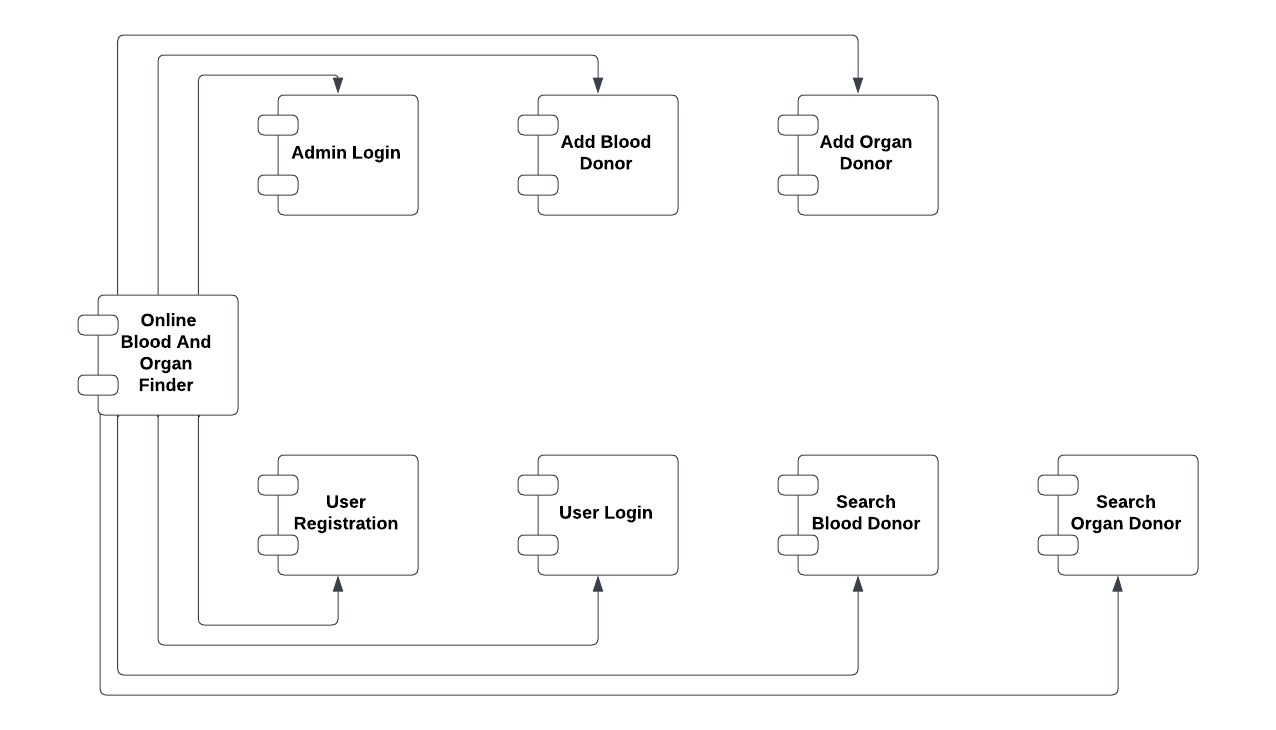 Admin Login
Add Blood
Donor
Add Organ
Donor
Online
Blood And
Organ
Finder
User
Registration
User Login
Search
Blood Donor
Search
Organ Donor